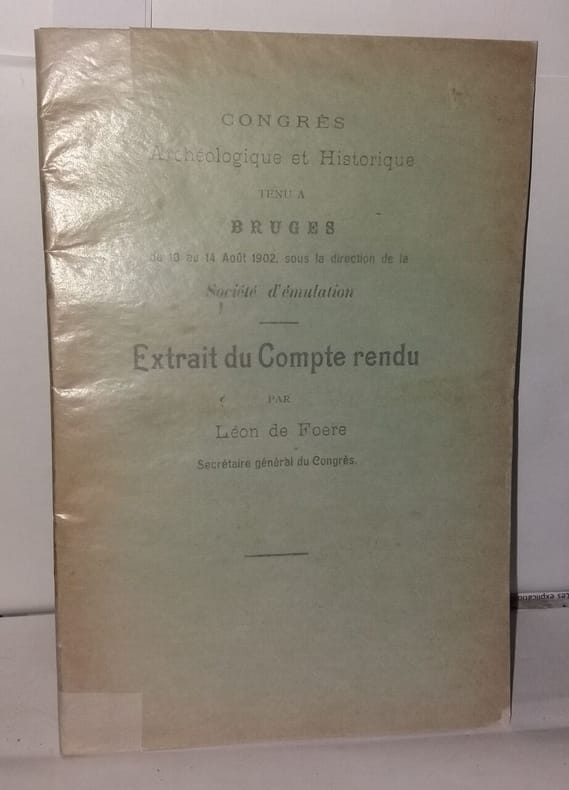 CONGRÈS
Archéologique et Historique
TENU A
BRUGES
du 10 au 14 Août 1902, sous la direction de la
Société d'émulation
Extrait du Compte rendu
PAR
Léon de Foere
Secrétaire général du Congrès.